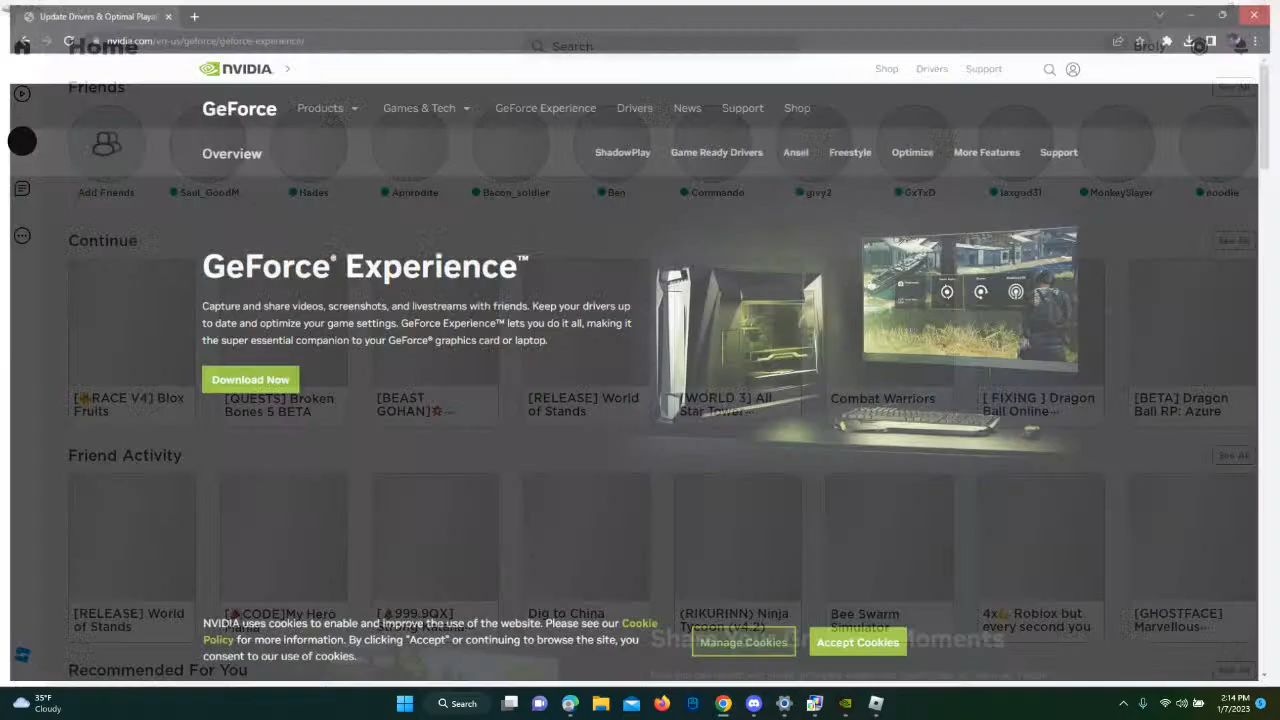 Update Drivers & Optimal Playa
nvidia.com/en-us/geforce/geforce-experience/
Home
Search
Broly
NVIDIA.
Shop
Drivers
Support
Friends
GeForce
Products
Games & Tech
GeForce Experience
Drivers
News
Support
Shop
Overview
ShadowPlay
Game Ready Drivers
Ansel
Freestyle
Optimize
More Features
Support
Add Friends
Saul_GoodM
Hades
Aphrodite
Bacon_soldier
Ben
Commando
GxTxD
MonkeySlayer
noodle
Continue
See All
GeForce® Experience™
Capture and share videos, screenshots, and livestreams with friends. Keep your drivers up
to date and optimize your game settings. GeForce Experience™ lets you do it all, making it
the super essential companion to your GeForce® graphics card or laptop.
Download Now
[RACE V4] Blox
Fruits
[QUESTS] Broken
Bones 5 BETA
[BEAST
GOHAN]
[RELEASE] World
of Stands
[WORLD 3] All
Star Tower...
Combat Warriors
[ FIXING ] Dragon
Ball Online...
[BETA] Dragon
Ball RP: Azure
Friend Activity
See All
[RELEASE] World
of Stands
[CODE]My Hero
Mania
[999.9QX]
Dig to China
(RIKURINN) Ninja
Tycoon (v4.2)
Bee Swarm
Simulator
4x Roblox but
every second you
[GHOSTFACE]
Marvellous...
NVIDIA uses cookies to enable and improve the use of the website. Please see our Cookie
Policy for more information. By clicking "Accept" or continuing to browse the site, you
consent to our use of cookies.
Manage Cookies
Accept Cookies
Moments
Recommended For You
35°F
Cloudy
Search
2:14 PM
1/7/2023